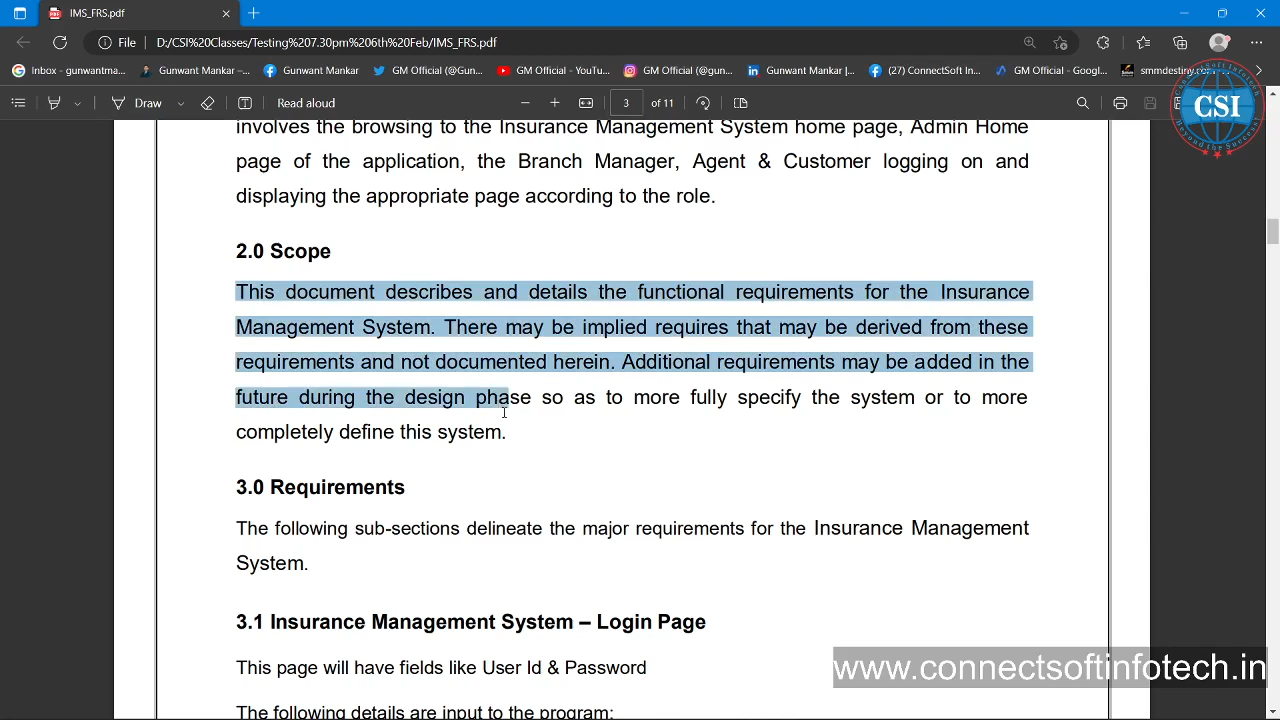 IMS_FRS.pdf
File D:/CSI%20Classes/Testing%207.30pm%206th%20Feb/IMS_FRS.pdf
Inbox - gunwantma...
Gunwant Mankar –...
Gunwant Mankar
GM Official (@Gun...
GM Official - YouTu...
GM Official (@gun...
Gunwant Mankar |...
(27) ConnectSoft In...
GM Official - Googl...
smmdestiny.com
Draw
Read aloud
3 of 11
CSI
involves the browsing to the Insurance Management System home page, Admin Home
page of the application, the Branch Manager, Agent & Customer logging on and
displaying the appropriate page according to the role.
2.0 Scope
This document describes and details the functional requirements for the Insurance
Management System. There may be implied requires that may be derived from these
requirements and not documented herein. Additional requirements may be added in the
future during the design phase so as to more fully specify the system or to more
completely define this system.
3.0 Requirements
The following sub-sections delineate the major requirements for the Insurance Management
System.
3.1 Insurance Management System – Login Page
This page will have fields like User Id & Password
The following details are input to the program:
www.connectsoftinfotech.in